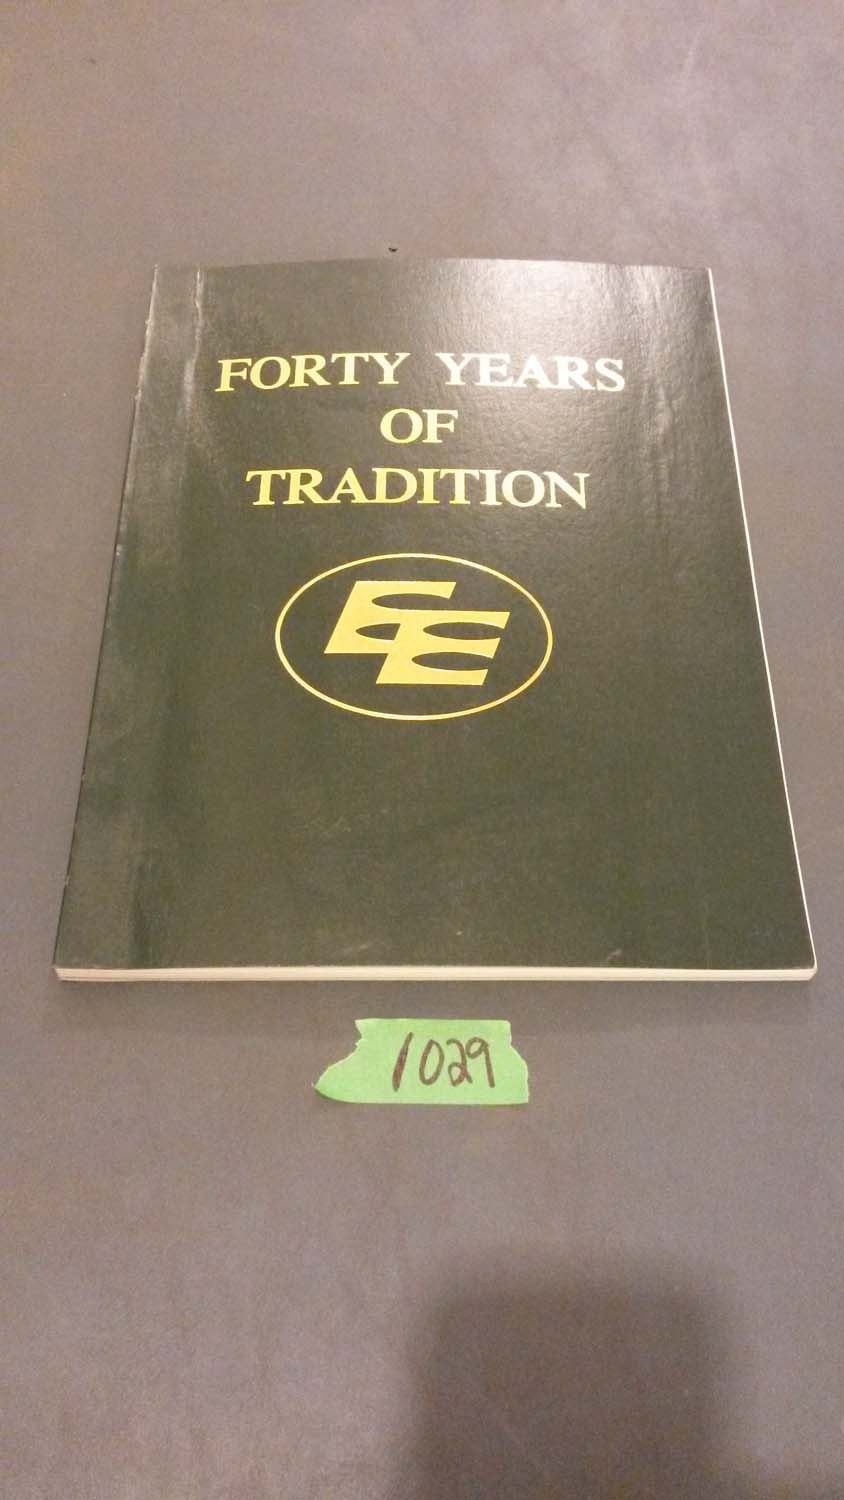 FORTY YEARS
OF
TRADITION
EE
1029